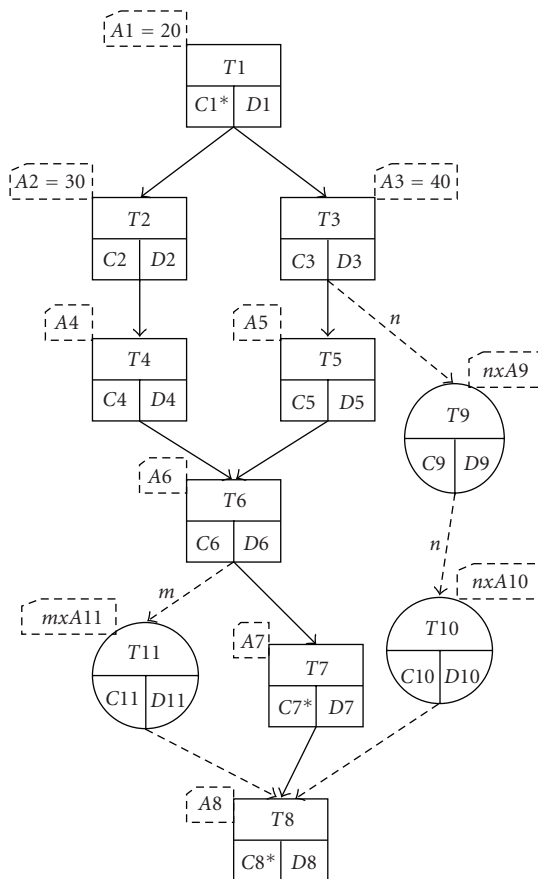 A1 = 20
T1
C1* D1
A2 = 30
A3 = 40
T2
T3
C2 D2
C3 D3
A4
A5
n
T4
T5
nxA9
C4 D4
C5 D5
T9
C9 D9
A6
T6
C6 D6
n
m
nxA10
mxA11
T10
A7
T11
T7
C10 D10
C11 D11
C7* D7
A8
T8
C8* D8